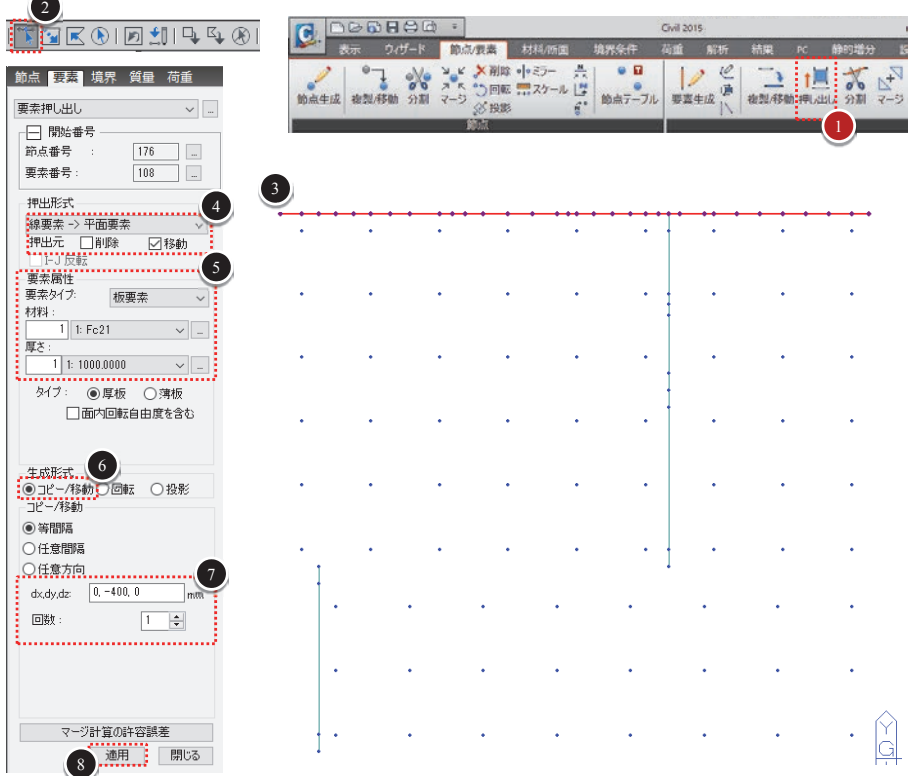 2
Civil 2015
表示 ウィザード 節点/要素 材料/断面 境界条件 荷重 解析 結果 PC 静的増分
節点生成 複製/移動 分割 マージ 削除 回転 投影 ミラー スケール 節点テーブル 要素生成 複製/移動 押し出し 分割 マージ
節点
1
節点 要素 境界 質量 荷重
要素押し出し
...
開始番号
節点番号 : 176 ...
要素番号 : 108 ...
押出形式
4
線要素 -> 平面要素
押出元 削除 移動
I-J 反転
5
要素属性
要素タイプ: 板要素
材料 :
1 1: Fc21 ...
厚さ :
1 1: 1000.0000 ...
タイプ : 厚板 薄板
面内回転自由度を含む
6
生成形式
コピー/移動 回転 投影
コピー/移動
等間隔
任意間隔
任意方向
7
dx,dy,dz: 0, -400, 0 mm
回数 : 1
マージ計算の許容誤差
8
適用 閉じる
3
Y
G